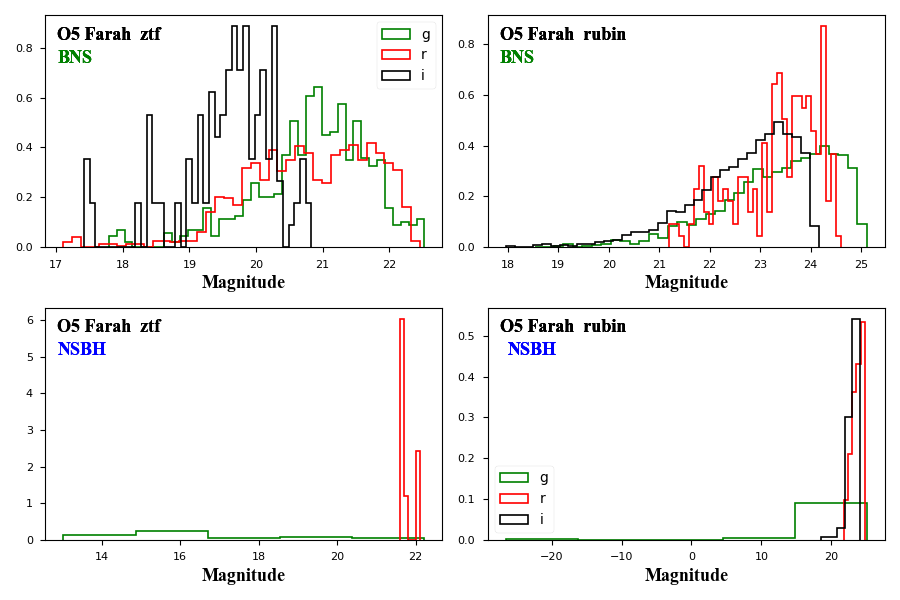 O5 Farah ztf
BNS
g
r
i
0.8
0.6
0.4
0.2
0.0
17 18 19 20 21 22
Magnitude
O5 Farah rubin
BNS
0.8
0.6
0.4
0.2
0.0
18 19 20 21 22 23 24 25
Magnitude
O5 Farah ztf
NSBH
6
5
4
3
2
1
0
14 16 18 20 22
Magnitude
O5 Farah rubin
NSBH
0.5
0.4
0.3
0.2
0.1
0.0
g
r
i
−20 −10 0 10 20
Magnitude